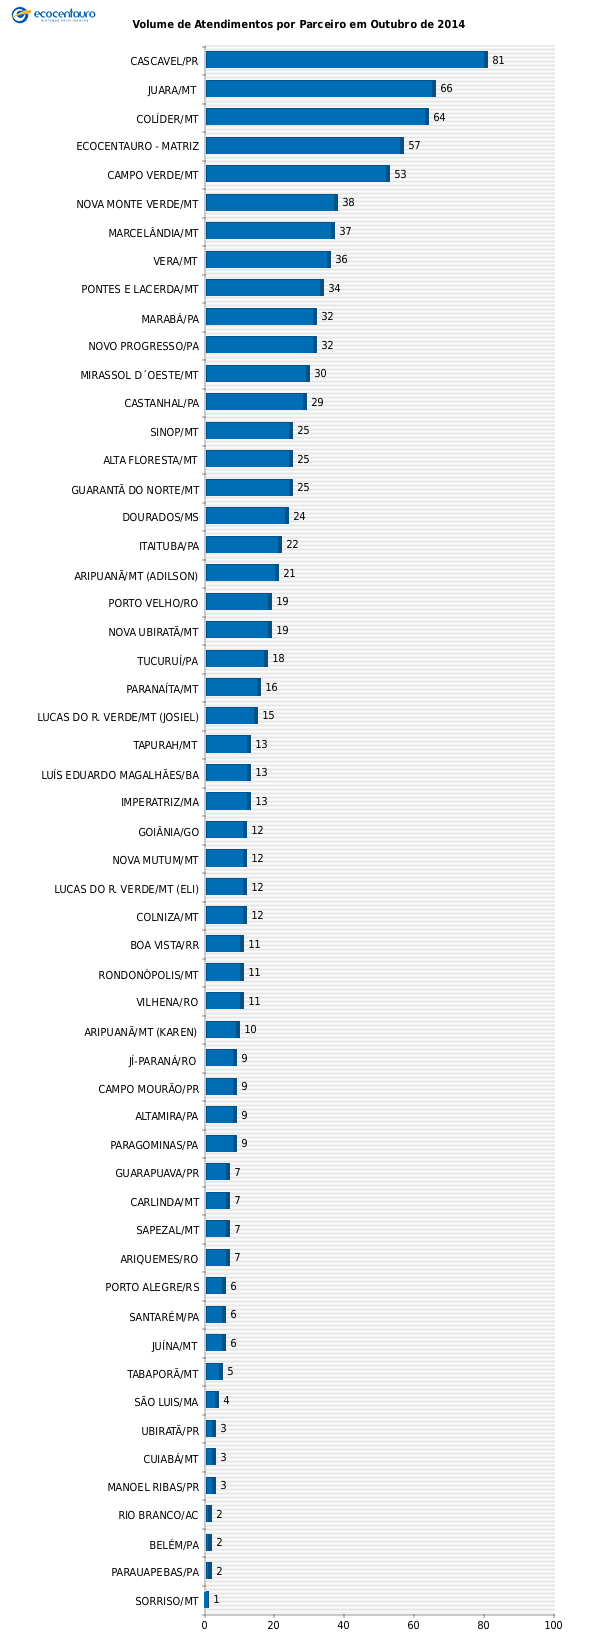 ecocentauro
Volume de Atendimentos por Parceiro em Outubro de 2014
CASCAVEL/PR 81
JUARA/MT 66
COLÍDER/MT 64
ECOCENTAURO - MATRIZ 57
CAMPO VERDE/MT 53
NOVA MONTE VERDE/MT 38
MARCELÂNDIA/MT 37
VERA/MT 36
PONTES E LACERDA/MT 34
MARABÁ/PA 32
NOVO PROGRESSO/PA 32
MIRASSOL D´OESTE/MT 30
CASTANHAL/PA 29
SINOP/MT 25
ALTA FLORESTA/MT 25
GUARANTÃ DO NORTE/MT 25
DOURADOS/MS 24
ITAITUBA/PA 22
ARIPUANÃ/MT (ADILSON) 21
PORTO VELHO/RO 19
NOVA UBIRATÃ/MT 19
TUCURUÍ/PA 18
PARANAÍTA/MT 16
LUCAS DO R. VERDE/MT (JOSIEL) 15
TAPURAH/MT 13
LUÍS EDUARDO MAGALHÃES/BA 13
IMPERATRIZ/MA 13
GOIÂNIA/GO 12
NOVA MUTUM/MT 12
LUCAS DO R. VERDE/MT (ELI) 12
COLNIZA/MT 12
BOA VISTA/RR 11
RONDONÓPOLIS/MT 11
VILHENA/RO 11
ARIPUANÃ/MT (KAREN) 10
JÍ-PARANÁ/RO 9
CAMPO MOURÃO/PR 9
ALTAMIRA/PA 9
PARAGOMINAS/PA 9
GUARAPUAVA/PR 7
CARLINDA/MT 7
SAPEZAL/MT 7
ARIQUEMES/RO 7
PORTO ALEGRE/RS 6
SANTARÉM/PA 6
JUÍNA/MT 6
TABAPORÃ/MT 5
SÃO LUIS/MA 4
UBIRATÃ/PR 3
CUIABÁ/MT 3
MANOEL RIBAS/PR 3
RIO BRANCO/AC 2
BELÉM/PA 2
PARAUAPEBAS/PA 2
SORRISO/MT 1
0 20 40 60 80 100